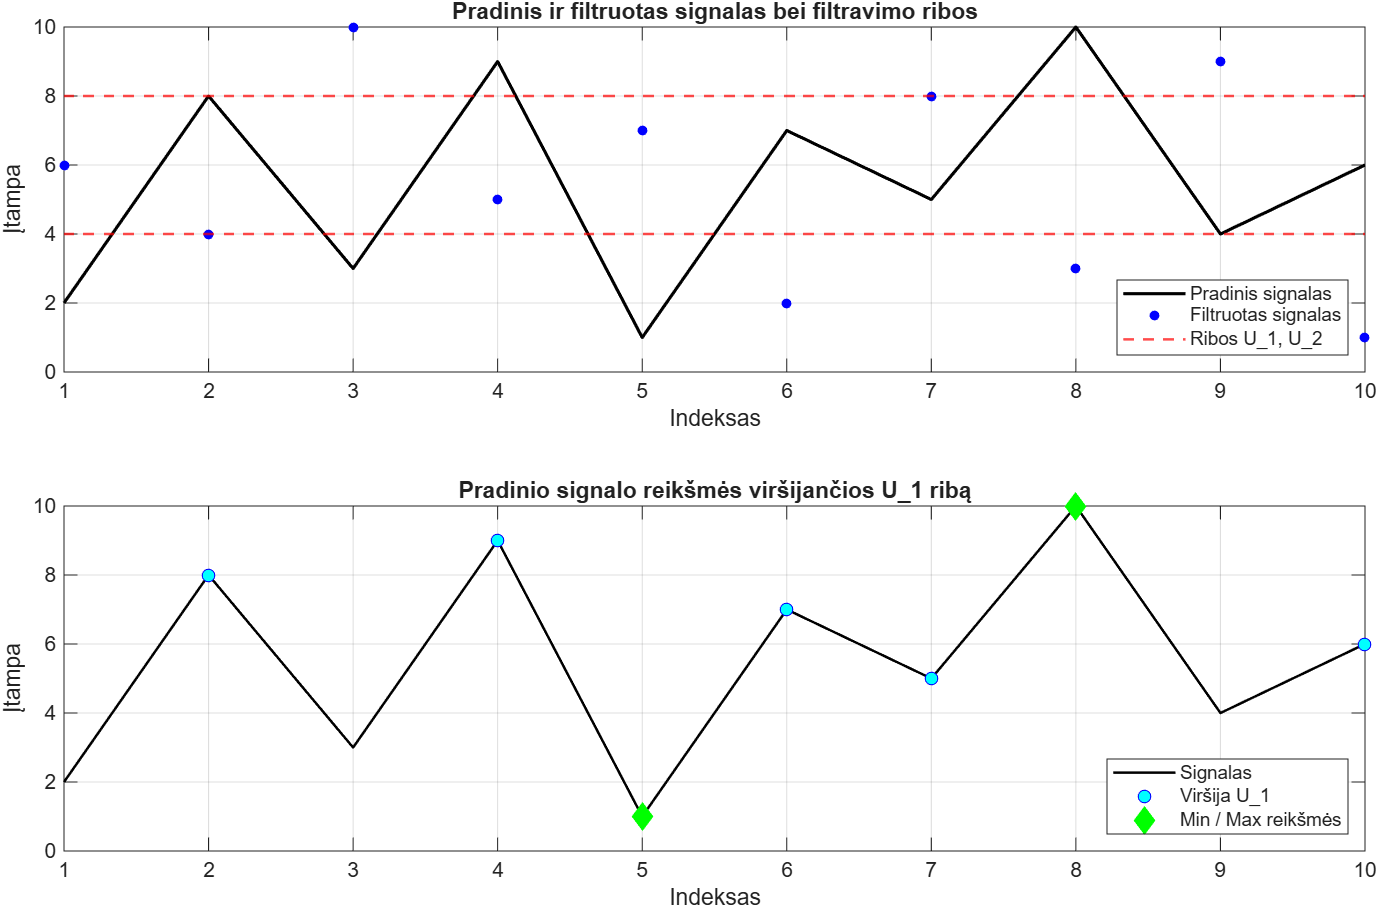 Pradinis ir filtruotas signalas bei filtravimo ribos
10
8
6
4
2
0
Įtampa
Pradinis signalas
Filtruotas signalas
Ribos U_1, U_2
1 2 3 4 5 6 7 8 9 10
Indeksas
Pradinio signalo reikšmės viršijančios U_1 ribą
10
8
6
4
2
0
Įtampa
Signalas
Viršija U_1
Min / Max reikšmės
1 2 3 4 5 6 7 8 9 10
Indeksas